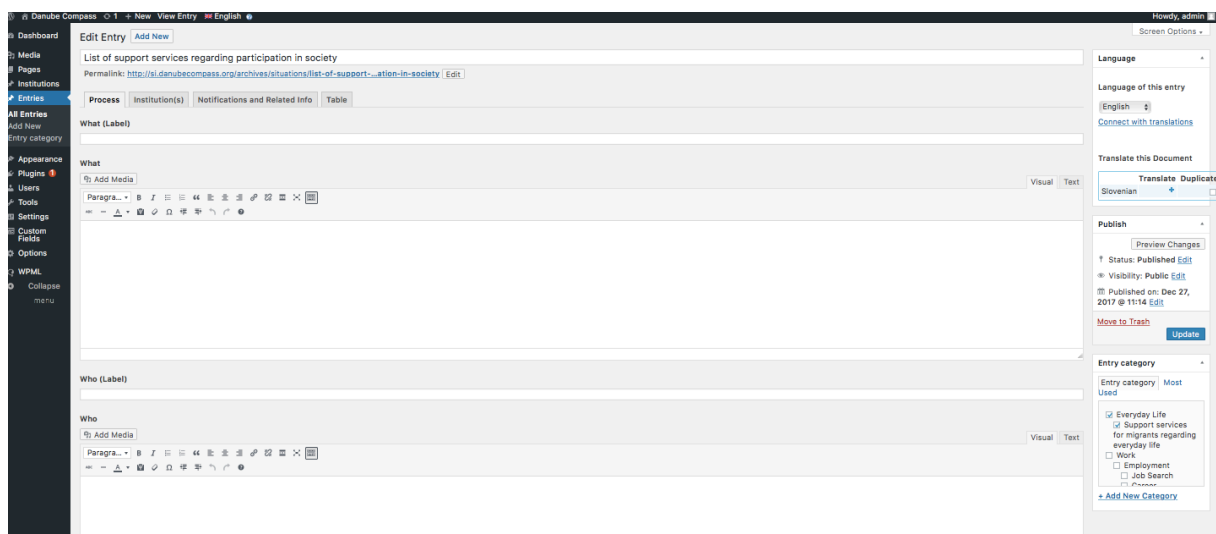 Danube Compass 1 + New View Entry English
Howdy, admin
Screen Options
Dashboard
Media
Pages
Institutions
Entries
All Entries
Add New
Entry category
Appearance
Plugins 1
Users
Tools
Settings
Custom
Fields
Options
WPML
Collapse
menu
Edit Entry Add New
List of support services regarding participation in society
Permalink: http://si.danubecompass.org/archives/situations/list-of-support-...ation-in-society Edit
Process Institution(s) Notifications and Related Info Table
What (Label)
What
Add Media
Visual Text
Paragra...
Who (Label)
Who
Add Media
Visual Text
Paragra...
Language
Language of this entry
English
Connect with translations
Translate this Document
Translate Duplicate
Slovenian
Publish
Preview Changes
Status: Published Edit
Visibility: Public Edit
Published on: Dec 27,
2017 @ 11:14 Edit
Move to Trash
Update
Entry category
Entry category Most
Used
Everyday Life
Support services
for migrants regarding
everyday life
Work
Employment
Job Search
+ Add New Category